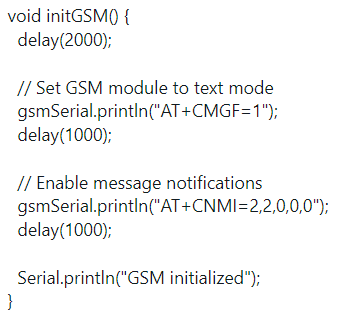 void initGSM() {
  delay(2000);

  // Set GSM module to text mode
  gsmSerial.println("AT+CMGF=1");
  delay(1000);

  // Enable message notifications
  gsmSerial.println("AT+CNMI=2,2,0,0,0");
  delay(1000);

  Serial.println("GSM initialized");
}